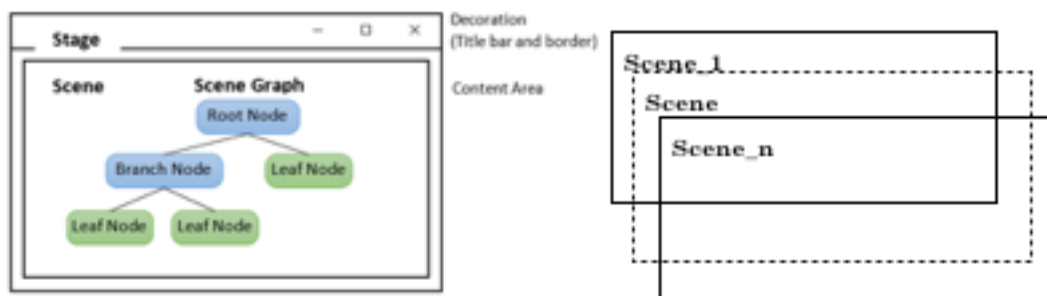 Stage
Decoration
(Title bar and border)
Scene
Scene Graph
Content Area
Root Node
Branch Node
Leaf Node
Leaf Node
Leaf Node
Scene_1
Scene
Scene_n